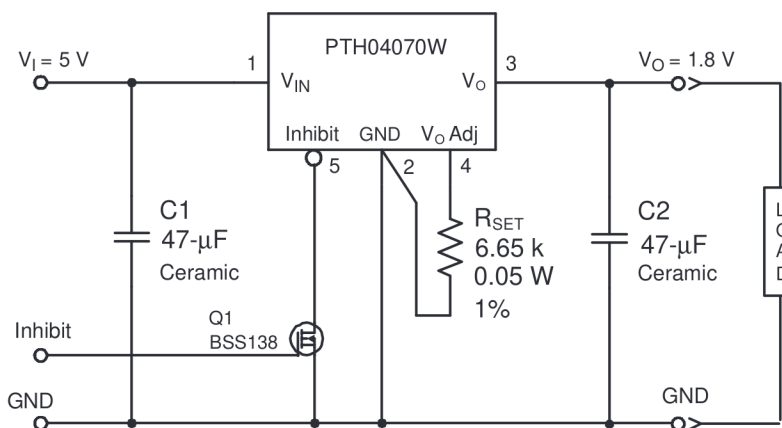 PTH04070W
V_I = 5 V
1
V_IN
V_O
3
V_O = 1.8 V
Inhibit
GND
V_O Adj
5
2
4
C1
47-μF
Ceramic
R_SET
6.65 k
0.05 W
1%
C2
47-μF
Ceramic
L
O
A
D
Q1
BSS138
Inhibit
GND
GND